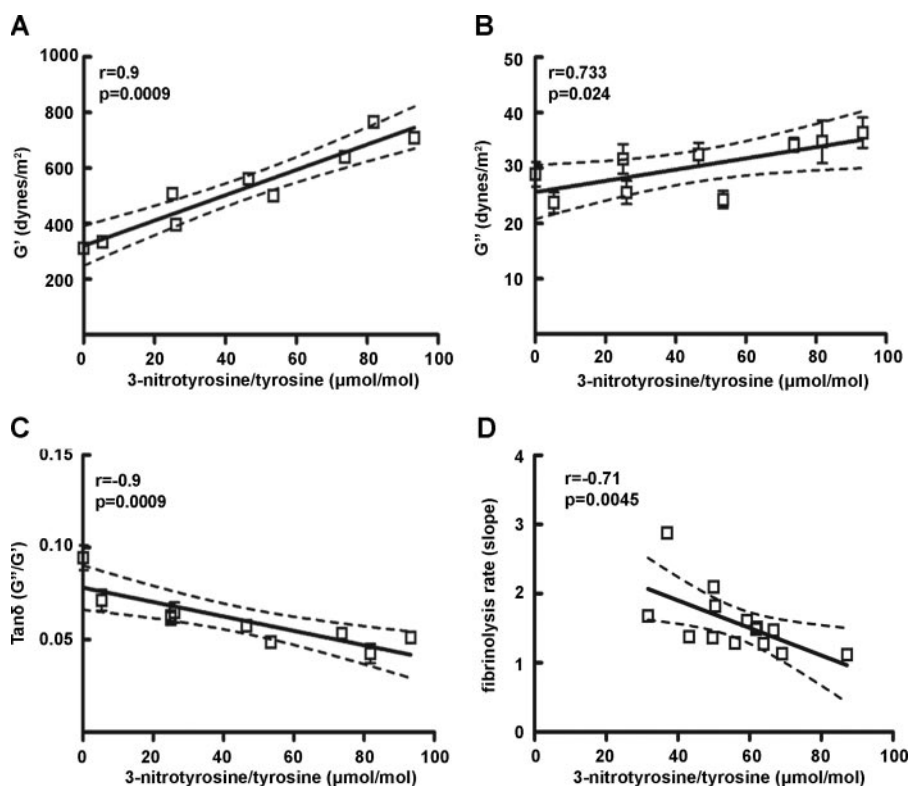 A
r=0.9
p=0.0009
1000
800
600
400
200
G' (dynes/m²)
0 20 40 60 80 100
3-nitrotyrosine/tyrosine (μmol/mol)
B
r=0.733
p=0.024
50
40
30
20
10
G'' (dynes/m²)
0 20 40 60 80 100
3-nitrotyrosine/tyrosine (μmol/mol)
C
r=-0.9
p=0.0009
0.15
0.10
0.05
Tanδ (G''/G')
0 20 40 60 80 100
3-nitrotyrosine/tyrosine (μmol/mol)
D
r=-0.71
p=0.0045
4
3
2
1
0
fibrinolysis rate (slope)
0 20 40 60 80 100
3-nitrotyrosine/tyrosine (μmol/mol)